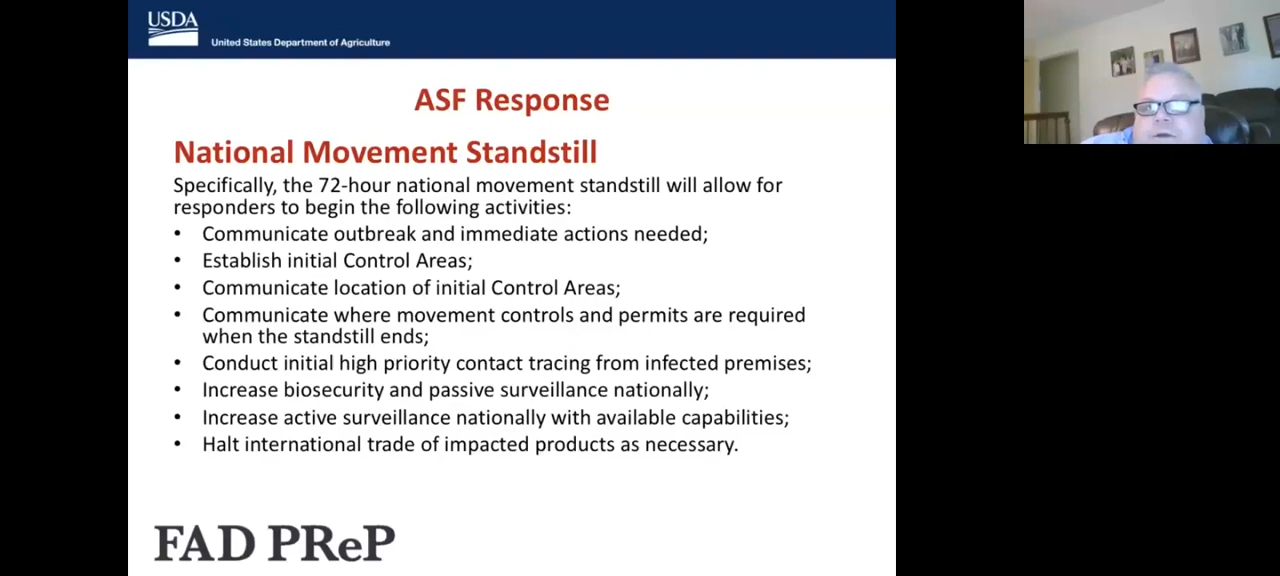 USDA
United States Department of Agriculture
ASF Response
National Movement Standstill
Specifically, the 72-hour national movement standstill will allow for
responders to begin the following activities:
• Communicate outbreak and immediate actions needed;
• Establish initial Control Areas;
• Communicate location of initial Control Areas;
• Communicate where movement controls and permits are required
when the standstill ends;
• Conduct initial high priority contact tracing from infected premises;
• Increase biosecurity and passive surveillance nationally;
• Increase active surveillance nationally with available capabilities;
• Halt international trade of impacted products as necessary.
FAD PReP